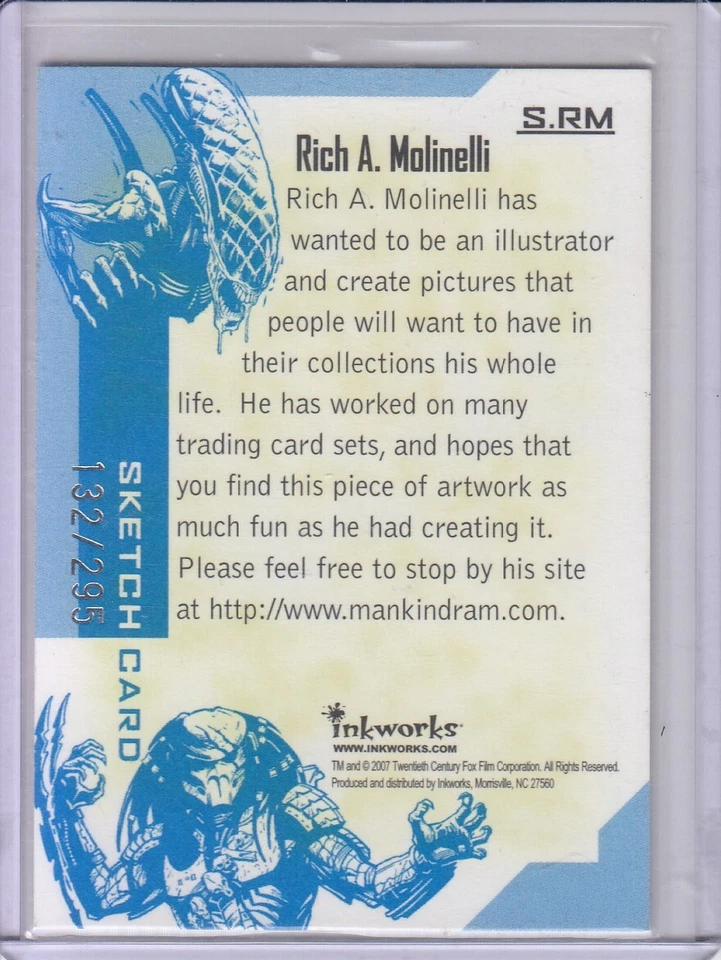 S.RM
Rich A. Molinelli
Rich A. Molinelli has
wanted to be an illustrator
and create pictures that
people will want to have in
their collections his whole
life.  He has worked on many
trading card sets, and hopes that
you find this piece of artwork as
much fun as he had creating it.
Please feel free to stop by his site
at http://www.mankindram.com.
SKETCH CARD
132/295
inkworks
WWW.INKWORKS.COM
TM and © 2007 Twentieth Century Fox Film Corporation. All Rights Reserved.
Produced and distributed by Inkworks, Morrisville, NC 27560